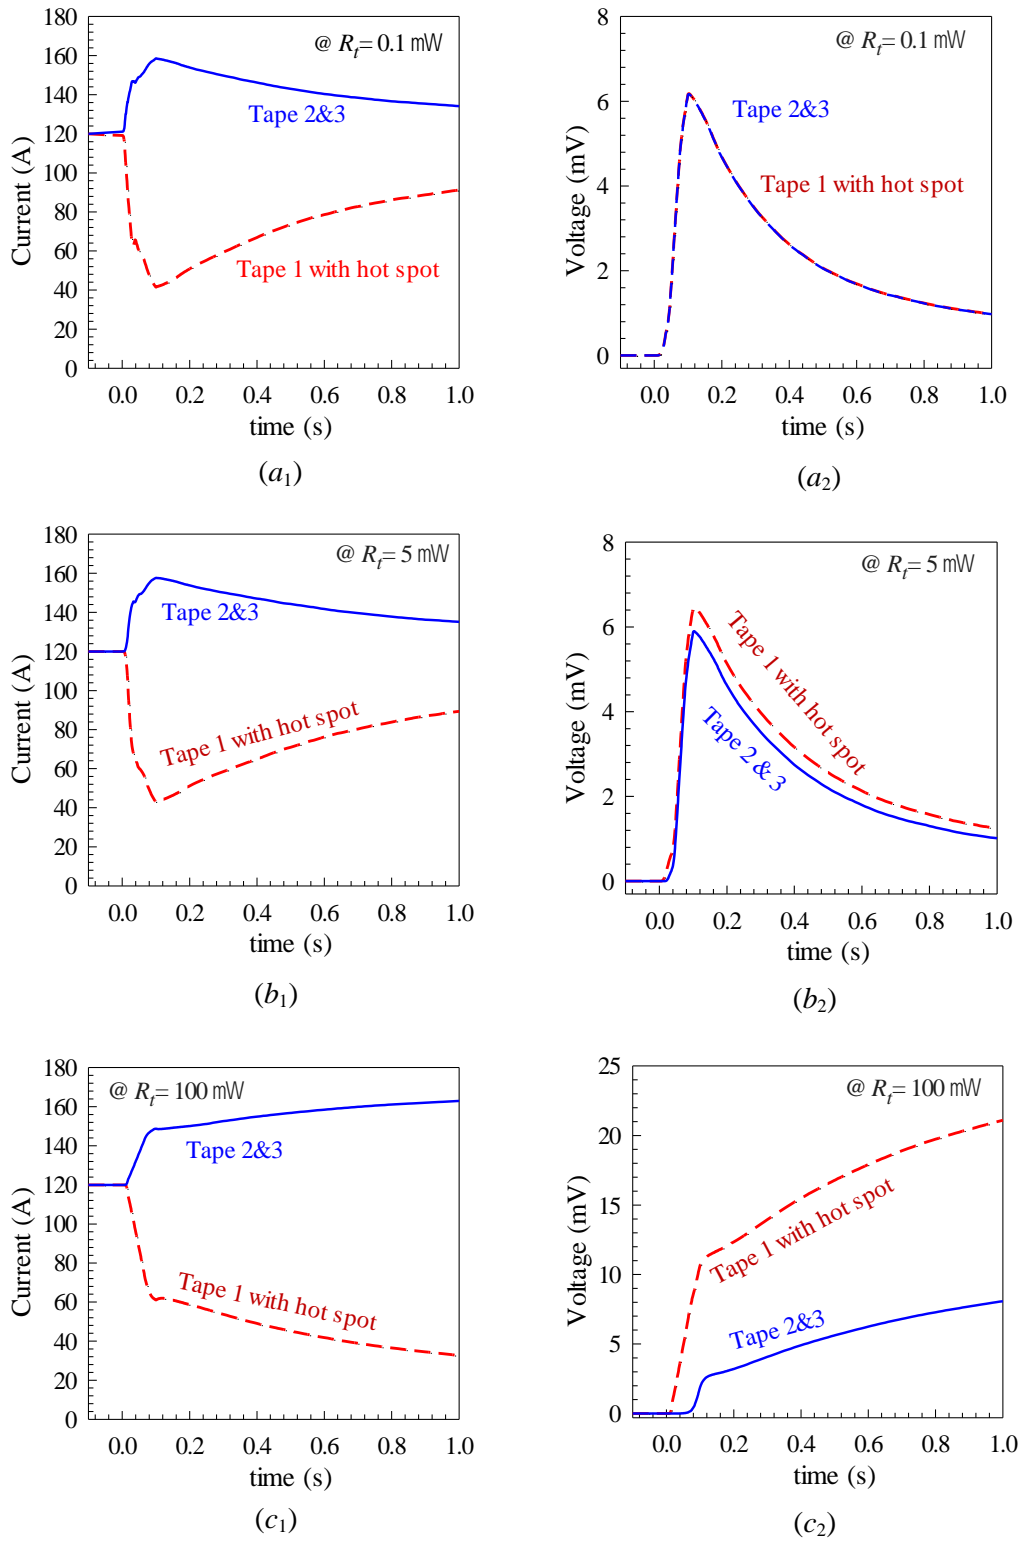 180
160
140
120
100
80
60
40
20
0
Current (A)
@ Rt= 0.1 mW
Tape 2&3
Tape 1 with hot spot
0.0 0.2 0.4 0.6 0.8 1.0
time (s)
(a1)
8
6
4
2
0
Voltage (mV)
@ Rt= 0.1 mW
Tape 2&3
Tape 1 with hot spot
0.0 0.2 0.4 0.6 0.8 1.0
time (s)
(a2)
180
160
140
120
100
80
60
40
20
0
Current (A)
@ Rt= 5 mW
Tape 2&3
Tape 1 with hot spot
0.0 0.2 0.4 0.6 0.8 1.0
time (s)
(b1)
8
6
4
2
0
Voltage (mV)
@ Rt= 5 mW
Tape 1 with hot spot
Tape 2 & 3
0.0 0.2 0.4 0.6 0.8 1.0
time (s)
(b2)
180
160
140
120
100
80
60
40
20
0
Current (A)
@ Rt= 100 mW
Tape 2&3
Tape 1 with hot spot
0.0 0.2 0.4 0.6 0.8 1.0
time (s)
(c1)
25
20
15
10
5
0
Voltage (mV)
@ Rt= 100 mW
Tape 1 with hot spot
Tape 2&3
0.0 0.2 0.4 0.6 0.8 1.0
time (s)
(c2)